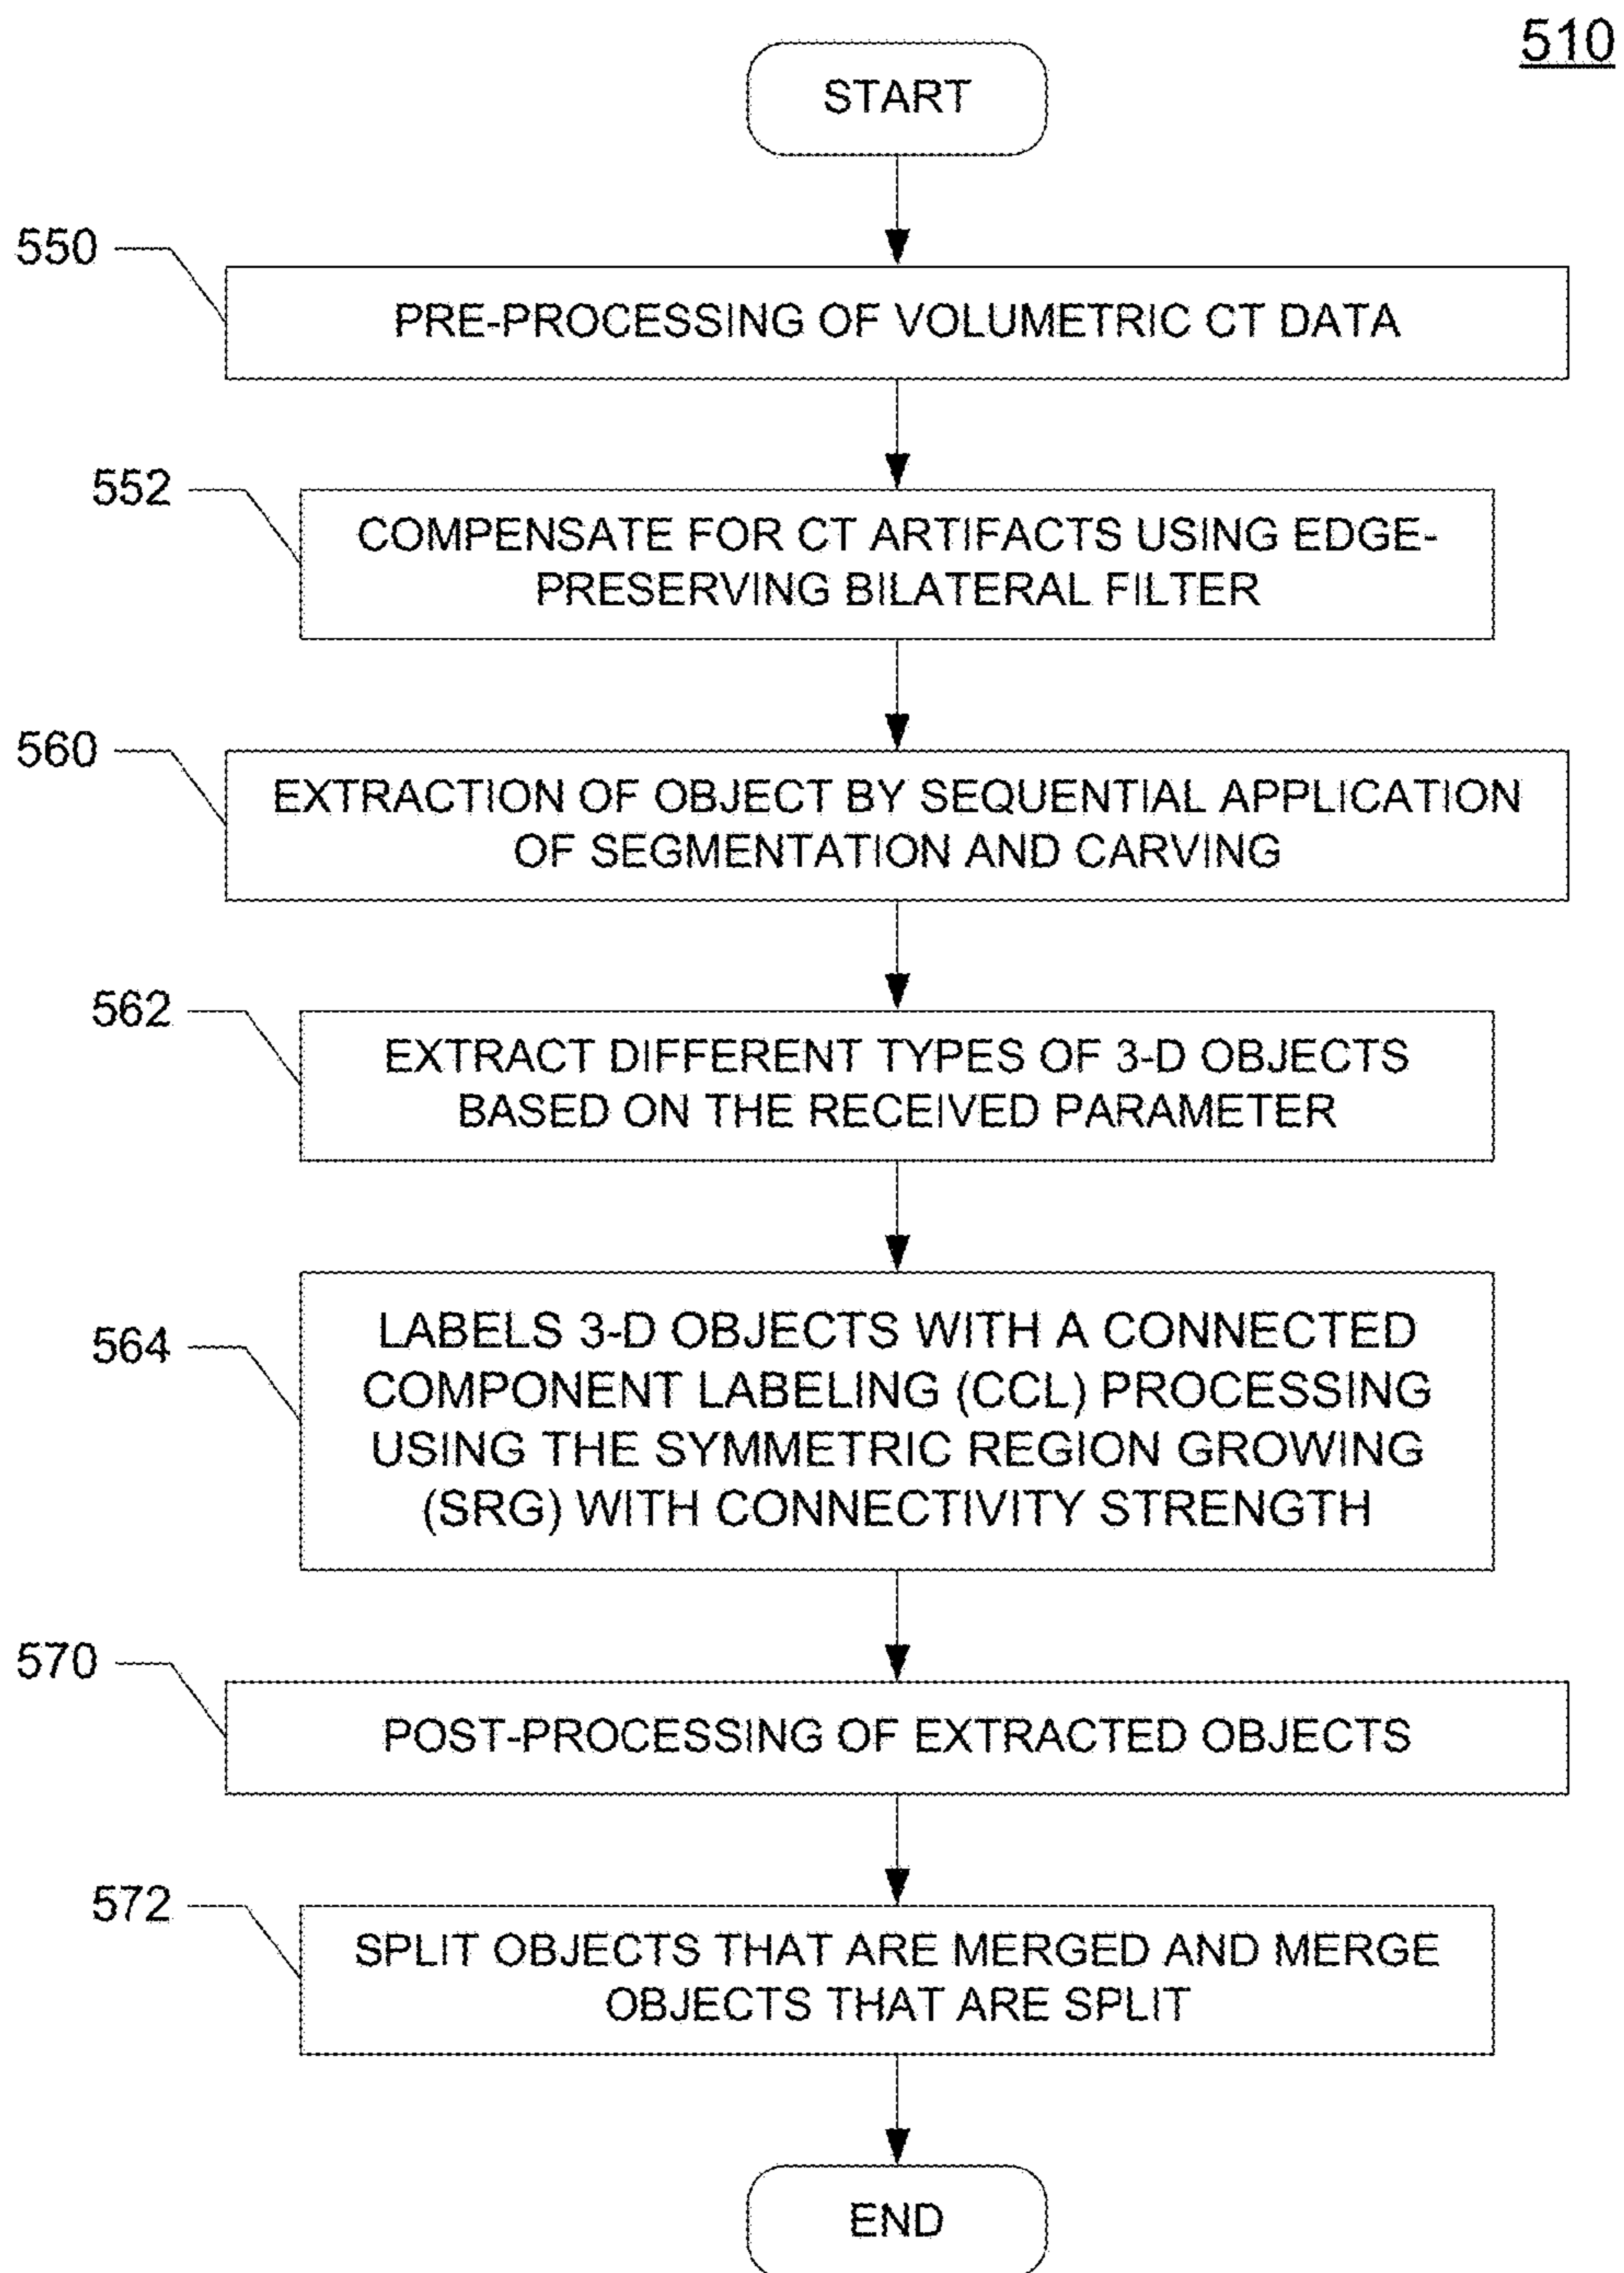 510
START
550
PRE-PROCESSING OF VOLUMETRIC CT DATA
552
COMPENSATE FOR CT ARTIFACTS USING EDGE-
PRESERVING BILATERAL FILTER
560
EXTRACTION OF OBJECT BY SEQUENTIAL APPLICATION
OF SEGMENTATION AND CARVING
562
EXTRACT DIFFERENT TYPES OF 3-D OBJECTS
BASED ON THE RECEIVED PARAMETER
564
LABELS 3-D OBJECTS WITH A CONNECTED
COMPONENT LABELING (CCL) PROCESSING
USING THE SYMMETRIC REGION GROWING
(SRG) WITH CONNECTIVITY STRENGTH
570
POST-PROCESSING OF EXTRACTED OBJECTS
572
SPLIT OBJECTS THAT ARE MERGED AND MERGE
OBJECTS THAT ARE SPLIT
END